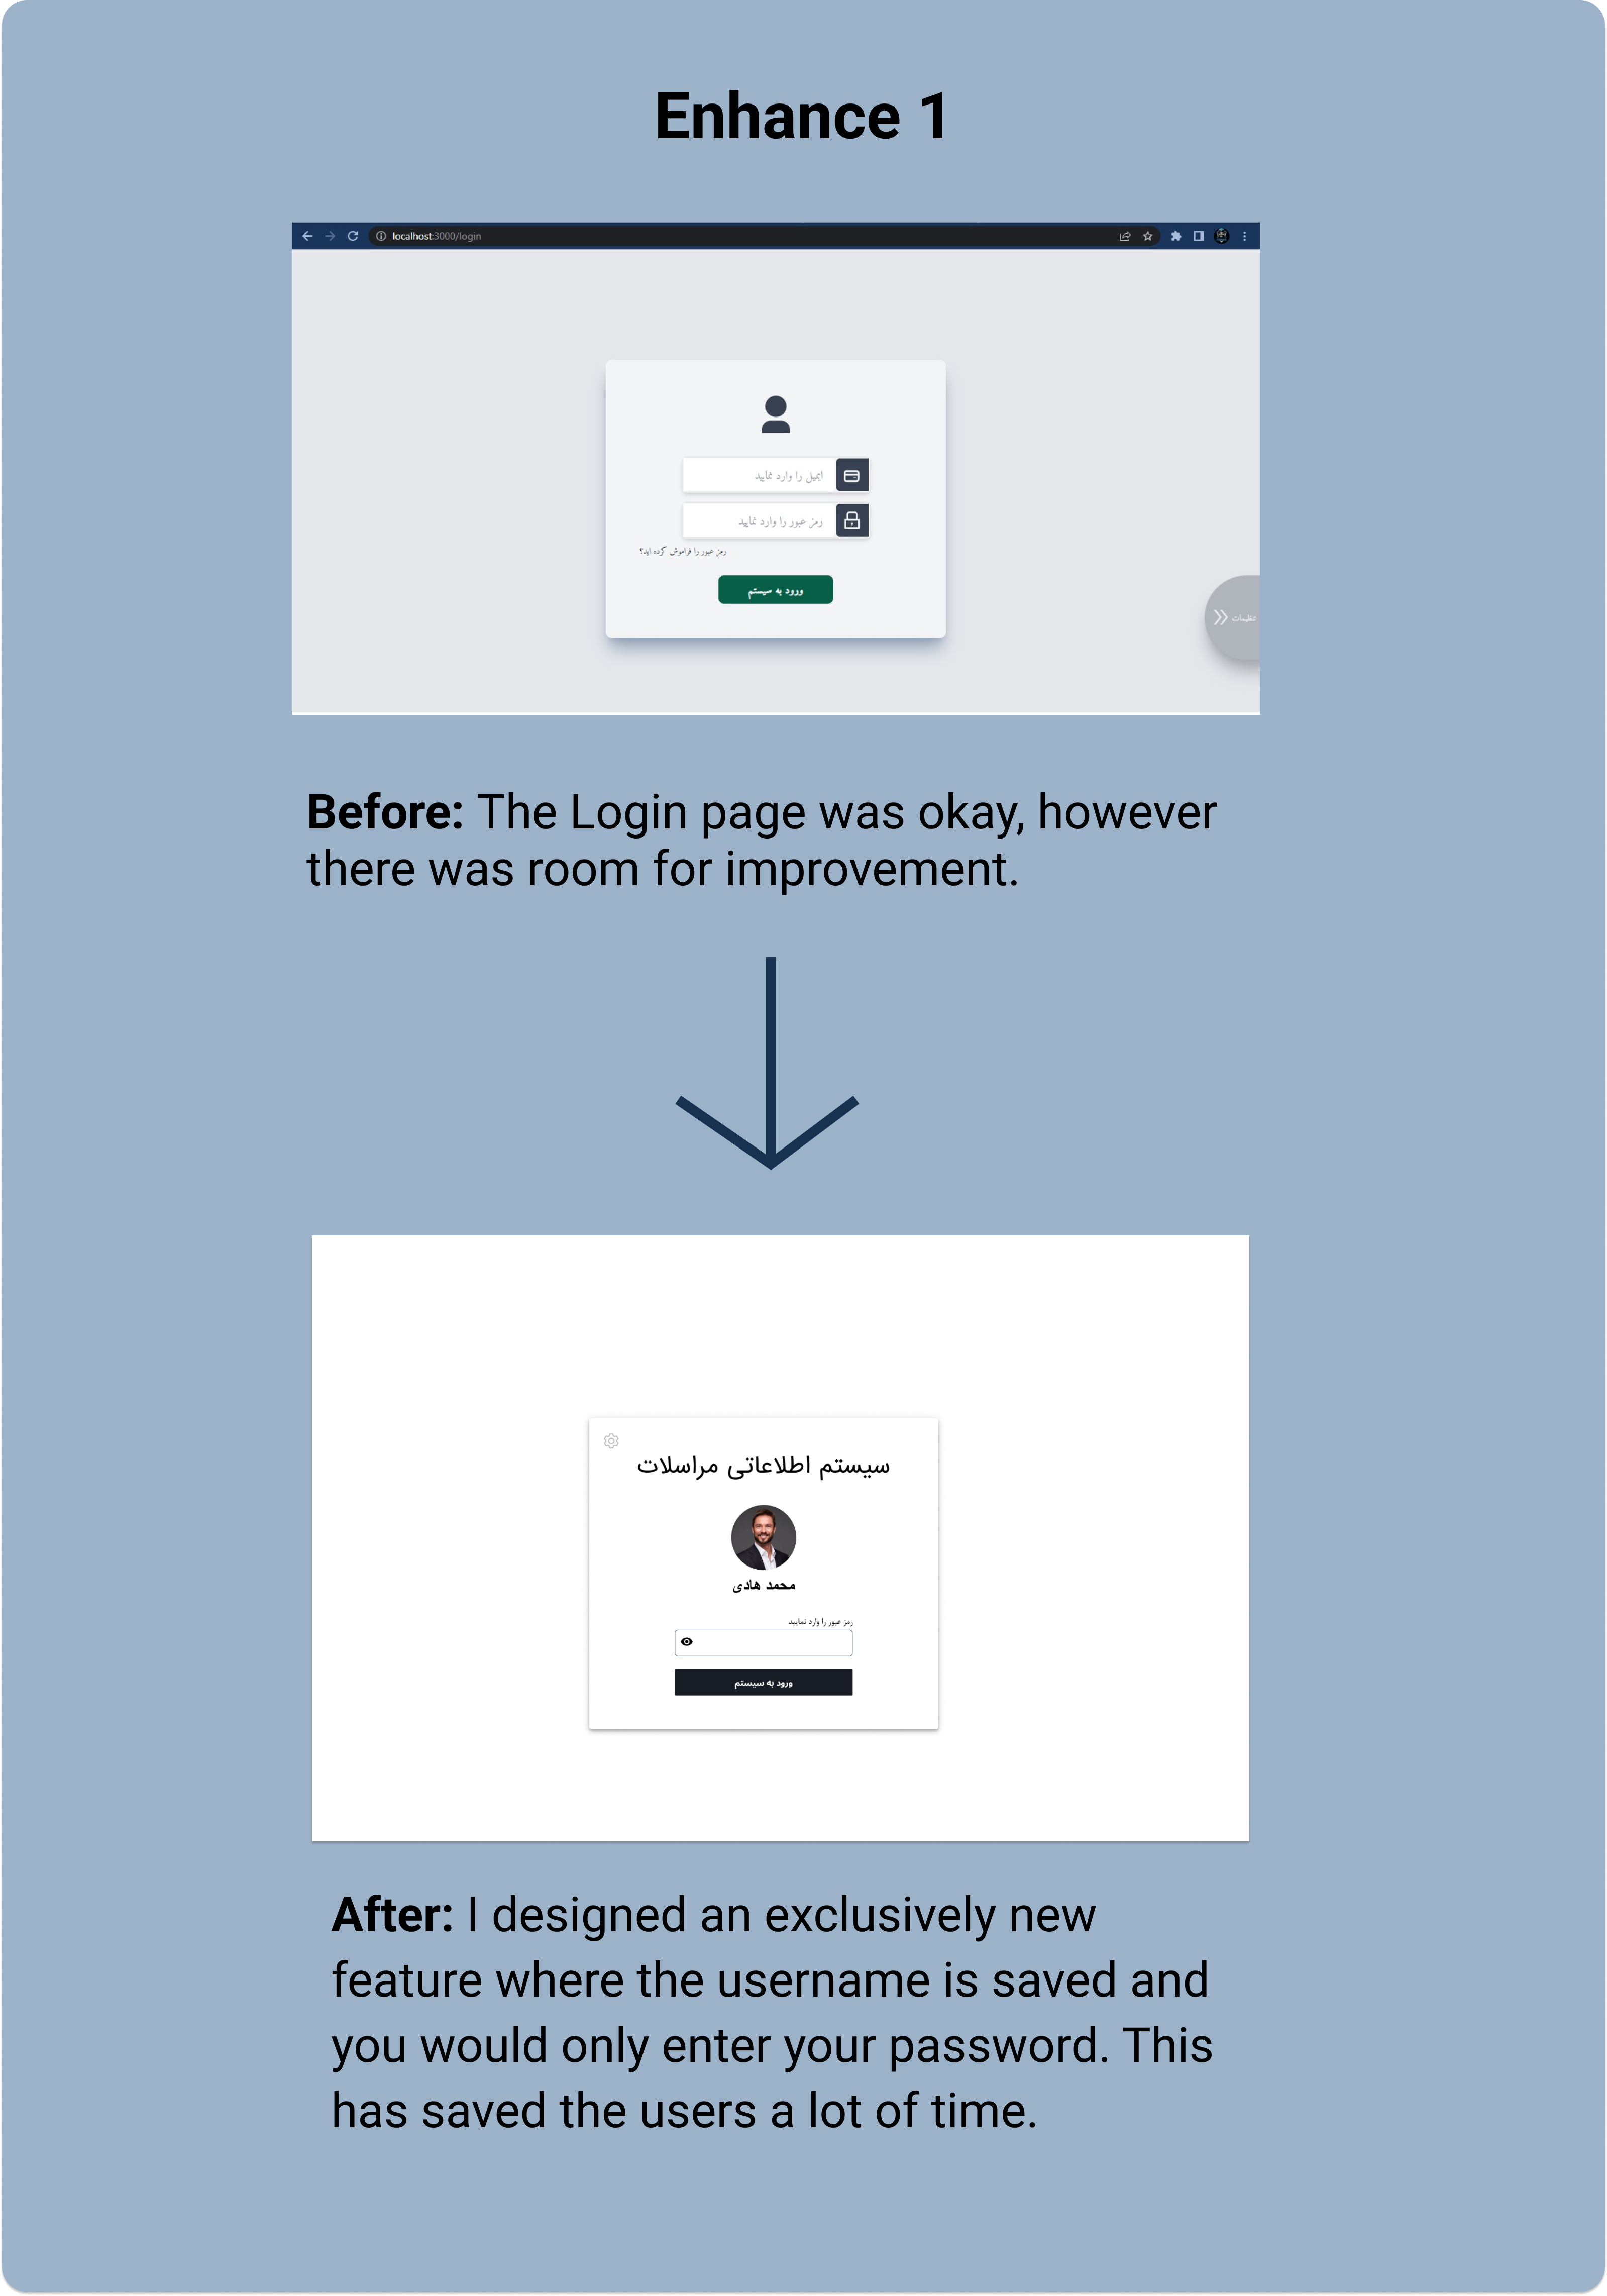 Enhance 1
localhost:3000/login
ایمیل را وارد نمایید
رمز عبور را وارد نمایید
رمز عبور را فراموش کرده اید؟
ورود به سیستم
تنظیمات
Before: The Login page was okay, however
there was room for improvement.
سیستم اطلاعاتی مراسلات
محمد هادی
رمز عبور را وارد نمایید
ورود به سیستم
After: I designed an exclusively new
feature where the username is saved and
you would only enter your password. This
has saved the users a lot of time.